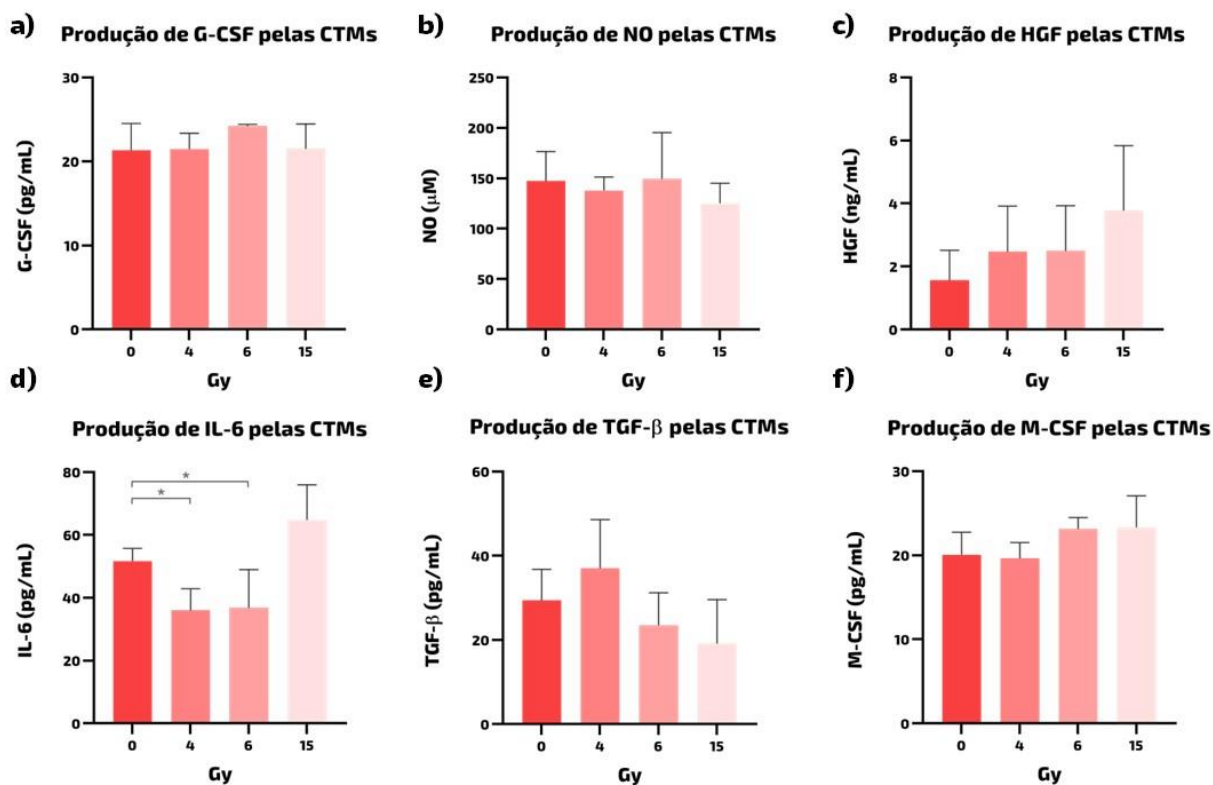 a)
Produção de G-CSF pelas CTMs
G-CSF (pg/mL)
30
20
10
0
0 4 6 15
Gy
b)
Produção de NO pelas CTMs
NO (μM)
250
200
150
100
50
0
0 4 6 15
Gy
c)
Produção de HGF pelas CTMs
HGF (ng/mL)
8
6
4
2
0
0 4 6 15
Gy
d)
Produção de IL-6 pelas CTMs
IL-6 (pg/mL)
80
60
40
20
0
*
*
0 4 6 15
Gy
e)
Produção de TGF-β pelas CTMs
TGF-β (pg/mL)
60
40
20
0
0 4 6 15
Gy
f)
Produção de M-CSF pelas CTMs
M-CSF (pg/mL)
30
20
10
0
0 4 6 15
Gy